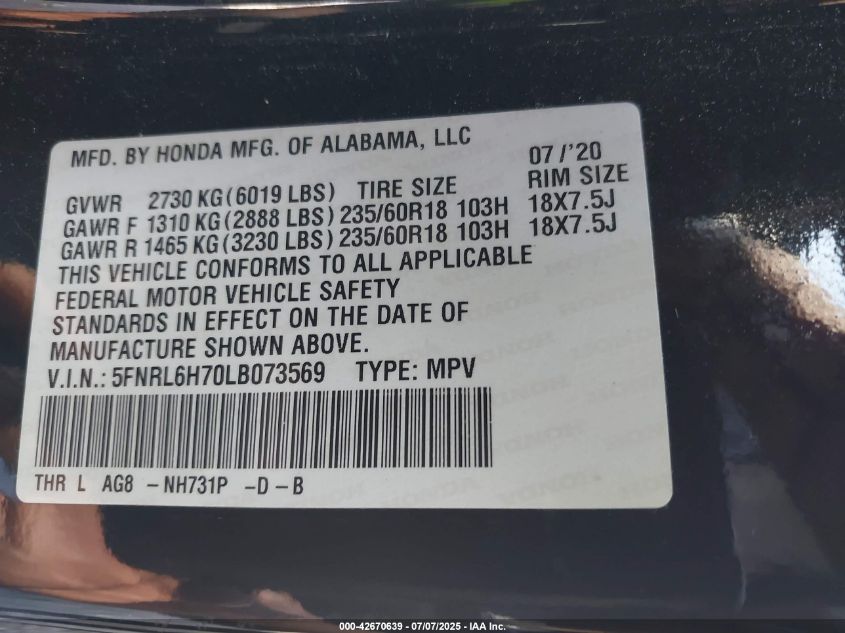 MFD. BY HONDA MFG. OF ALABAMA, LLC 07/'20
GVWR 2730 KG(6019 LBS) TIRE SIZE RIM SIZE
GAWR F 1310 KG(2888 LBS) 235/60R18 103H 18X7.5J
GAWR R 1465 KG(3230 LBS) 235/60R18 103H 18X7.5J
THIS VEHICLE CONFORMS TO ALL APPLICABLE
FEDERAL MOTOR VEHICLE SAFETY
STANDARDS IN EFFECT ON THE DATE OF
MANUFACTURE SHOWN ABOVE.
V.I.N.: 5FNRL6H70LB073569 TYPE: MPV
THR L AG8 -NH731P -D-B
000-42670639 - 07/07/2025 - IAA Inc.